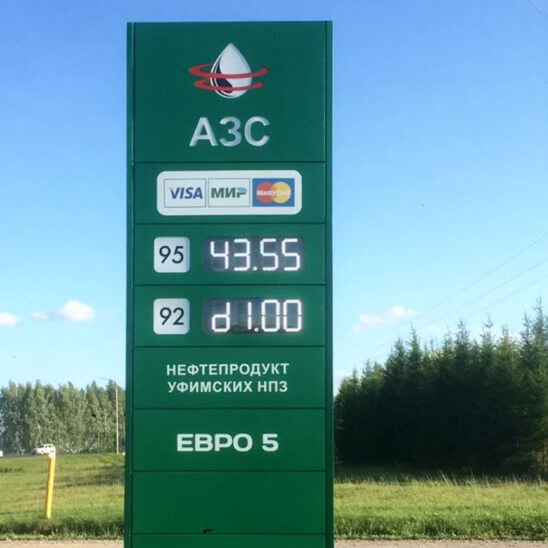 АЗС
VISA МИР MasterCard
95 43.55
92 d1.00
НЕФТЕПРОДУКТ
УФИМСКИХ НПЗ
ЕВРО 5